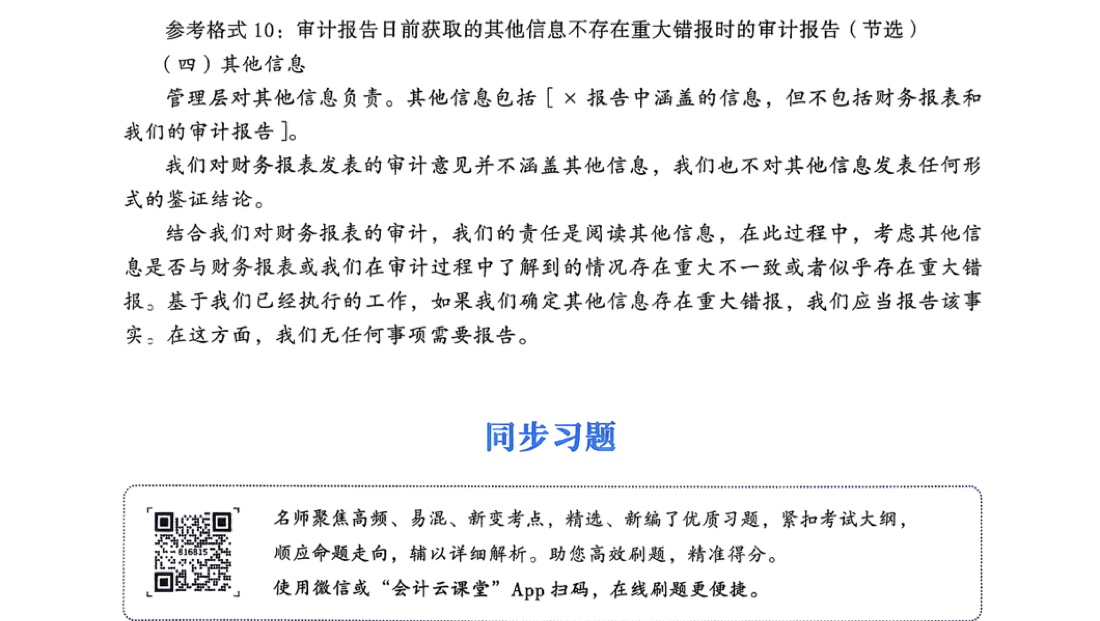 参考格式 10：审计报告日前获取的其他信息不存在重大错报时的审计报告（节选）
（四）其他信息
管理层对其他信息负责。其他信息包括［×报告中涵盖的信息，但不包括财务报表和
我们的审计报告］。
我们对财务报表发表的审计意见并不涵盖其他信息，我们也不对其他信息发表任何形
式的鉴证结论。
结合我们对财务报表的审计，我们的责任是阅读其他信息，在此过程中，考虑其他信
息是否与财务报表或我们在审计过程中了解到的情况存在重大不一致或者似乎存在重大错
报。基于我们已经执行的工作，如果我们确定其他信息存在重大错报，我们应当报告该事
实。在这方面，我们无任何事项需要报告。
同步习题
名师聚焦高频、易混、新变考点，精选、新编了优质习题，紧扣考试大纲，
顺应命题走向，辅以详细解析。助您高效刷题，精准得分。
使用微信或“会计云课堂”App 扫码，在线刷题更便捷。
816815